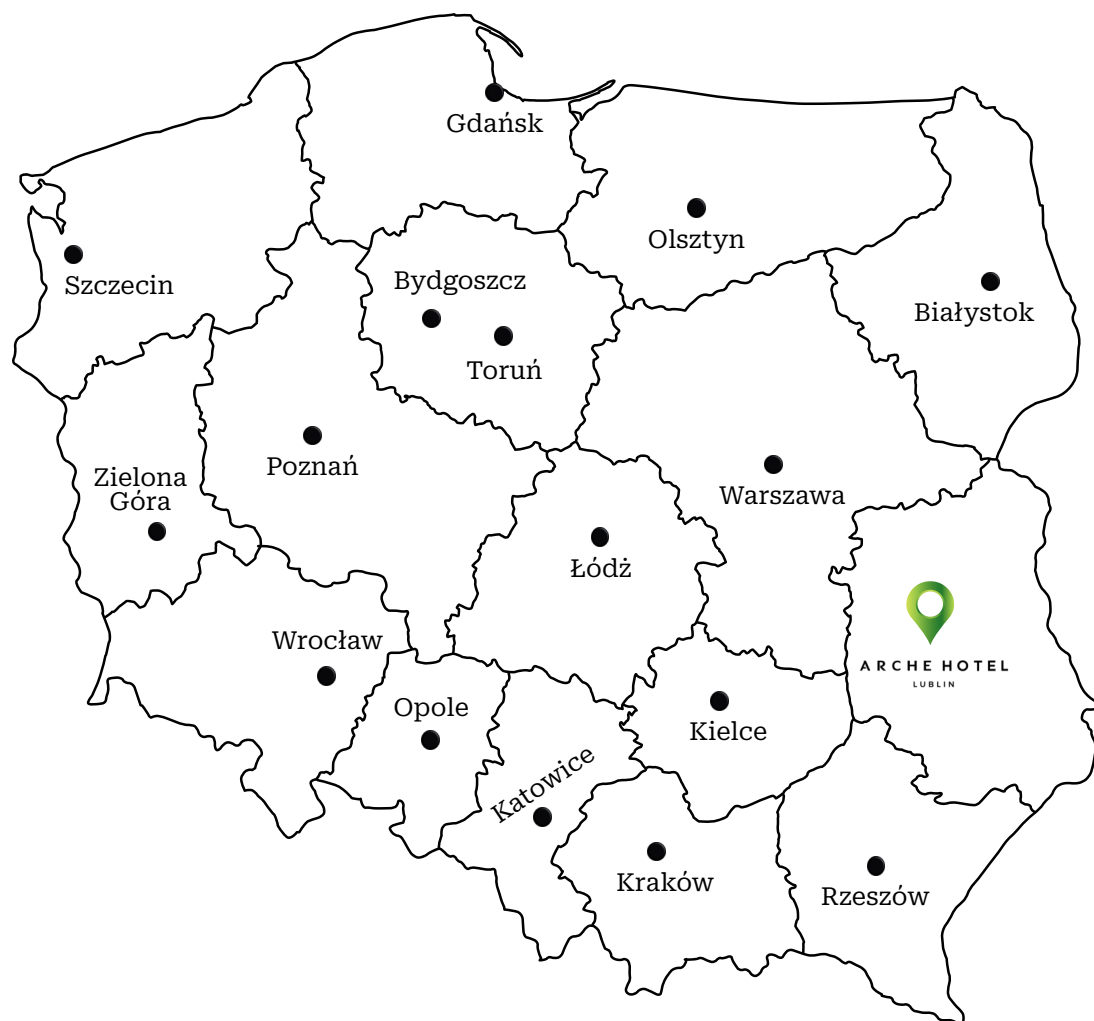 Gdańsk
Olsztyn
Szczecin
Bydgoszcz
Białystok
Toruń
Poznań
Zielona
Góra
Warszawa
Łódż
Wrocław
ARCHE HOTEL
LUBLIN
Opole
Kielce
Katowice
Kraków
Rzeszów